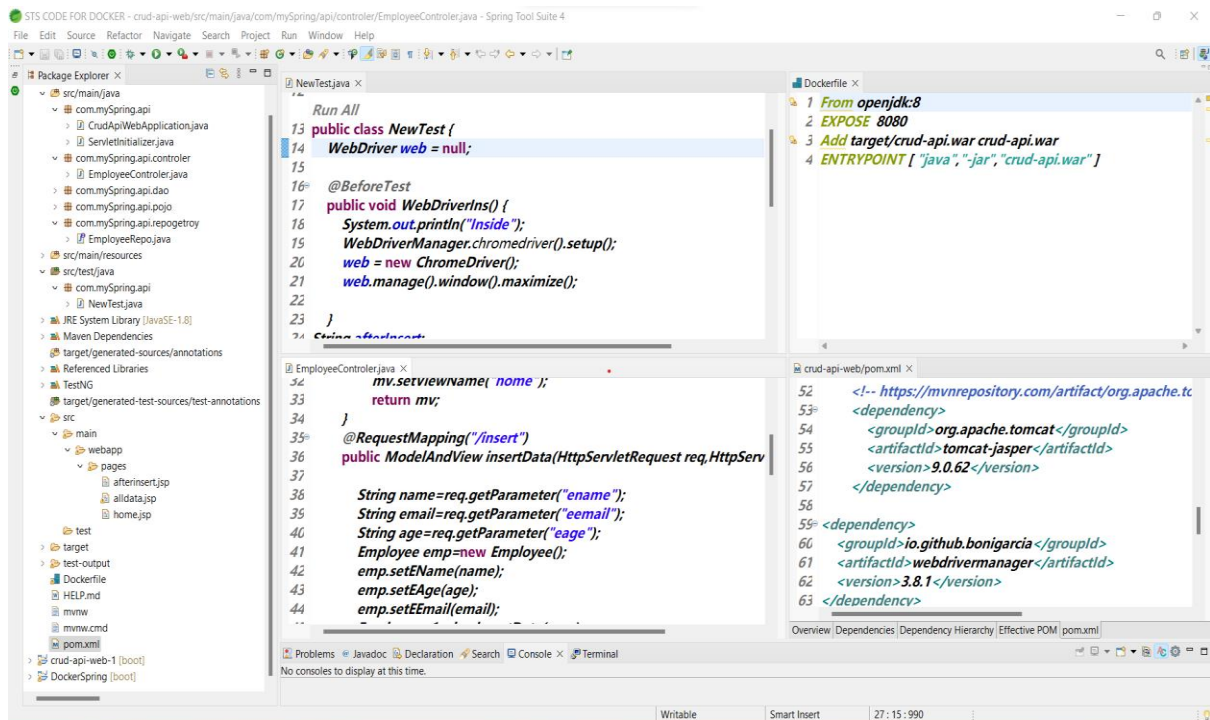 STS CODE FOR DOCKER - crud-api-web/src/main/java/com/mySpring/api/controler/EmployeeControler.java - Spring Tool Suite 4
File Edit Source Refactor Navigate Search Project Run Window Help
Package Explorer
src/main/java
com.mySpring.api
CrudApiWebApplication.java
ServletInitializer.java
com.mySpring.api.controler
EmployeeControler.java
com.mySpring.api.dao
com.mySpring.api.pojo
com.mySpring.api.repogetroy
EmployeeRepo.java
src/main/resources
src/test/java
com.mySpring.api
NewTest.java
JRE System Library [JavaSE-1.8]
Maven Dependencies
target/generated-sources/annotations
Referenced Libraries
TestNG
target/generated-test-sources/test-annotations
src
main
webapp
pages
afterinsert.jsp
alldata.jsp
home.jsp
test
target
test-output
Dockerfile
HELP.md
mvnw
mvnw.cmd
pom.xml
crud-api-web-1 [boot]
DockerSpring [boot]
NewTest.java
Run All
13 public class NewTest {
14 WebDriver web = null;
15
16 @BeforeTest
17 public void WebDriverIns() {
18 System.out.println("Inside");
19 WebDriverManager.chromedriver().setup();
20 web = new ChromeDriver();
21 web.manage().window().maximize();
22
23 }
24 String afterInsert;
Dockerfile
1 From openjdk:8
2 EXPOSE 8080
3 Add target/crud-api.war crud-api.war
4 ENTRYPOINT [ "java","-jar","crud-api.war" ]
EmployeeControler.java
32 mv.setViewName("home");
33 return mv;
34 }
35 @RequestMapping("/insert")
36 public ModelAndView insertData(HttpServletRequest req,HttpServ
37
38 String name=req.getParameter("ename");
39 String email=req.getParameter("eemail");
40 String age=req.getParameter("eage");
41 Employee emp=new Employee();
42 emp.setEName(name);
43 emp.setEAge(age);
44 emp.setEEmail(email);
crud-api-web/pom.xml
52 <!-- https://mvnrepository.com/artifact/org.apache.tc
53 <dependency>
54 <groupId>org.apache.tomcat</groupId>
55 <artifactId>tomcat-jasper</artifactId>
56 <version>9.0.62</version>
57 </dependency>
58
59 <dependency>
60 <groupId>io.github.bonigarcia</groupId>
61 <artifactId>webdrivermanager</artifactId>
62 <version>3.8.1</version>
63 </dependency>
Overview Dependencies Dependency Hierarchy Effective POM pom.xml
Problems Javadoc Declaration Search Console Terminal
No consoles to display at this time.
Writable Smart Insert 27 : 15 : 990